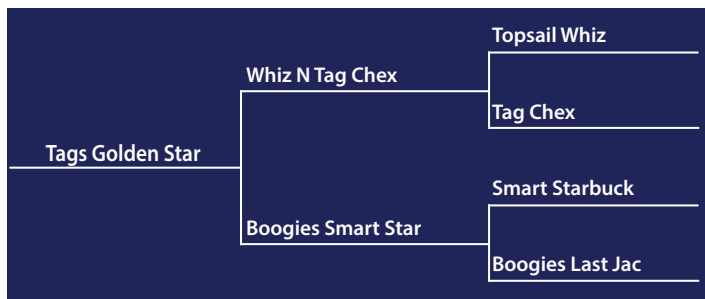 Topsail Whiz
Whiz N Tag Chex
Tag Chex
Tags Golden Star
Smart Starbuck
Boogies Smart Star
Boogies Last Jac